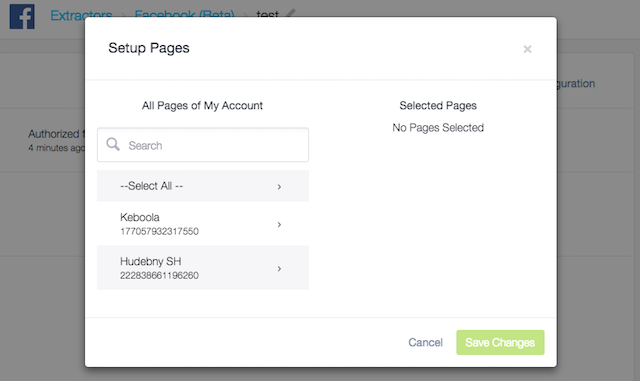 Extractors Facebook (Beta) test
Setup Pages
×
All Pages of My Account
Search
--Select All --
Keboola
177057932317550
Hudebny SH
222838661196260
Selected Pages
No Pages Selected
Authorized
4 minutes ago
guration
Cancel
Save Changes